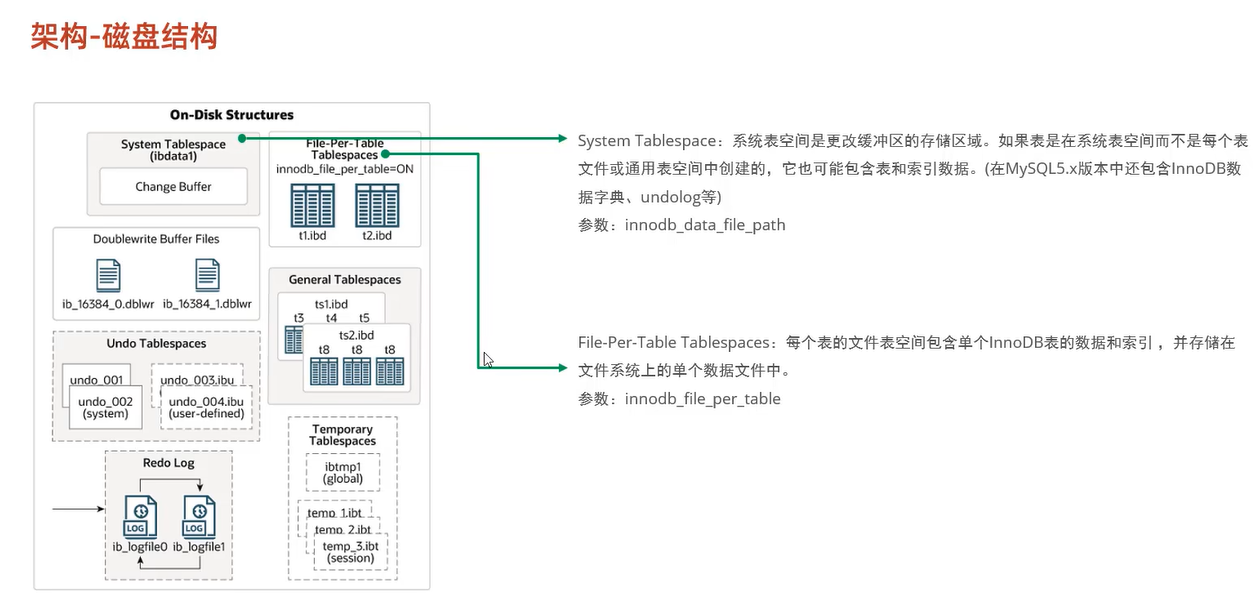 架构-磁盘结构
On-Disk Structures
System Tablespace
(ibdata1)
Change Buffer
File-Per-Table
Tablespaces
innodb_file_per_table=ON
t1.ibd
t2.ibd
Doublewrite Buffer Files
ib_16384_0.dblwr
ib_16384_1.dblwr
General Tablespaces
ts1.ibd
t3 t4 t5
ts2.ibd
t8 t8 t8
Undo Tablespaces
undo_001
undo_002
(system)
undo_003.ibu
undo_004.ibu
(user-defined)
Temporary
Tablespaces
ibtmp1
(global)
temp_1.ibt
temp_2.ibt
temp_3.ibt
(session)
Redo Log
LOG
LOG
ib_logfile0 ib_logfile1
System Tablespace：系统表空间是更改缓冲区的存储区域。如果表是在系统表空间而不是每个表
文件或通用表空间中创建的，它也可能包含表和索引数据。(在MySQL5.x版本中还包含InnoDB数
据字典、undolog等)
参数：innodb_data_file_path
File-Per-Table Tablespaces：每个表的文件表空间包含单个InnoDB表的数据和索引 ，并存储在
文件系统上的单个数据文件中。
参数：innodb_file_per_table